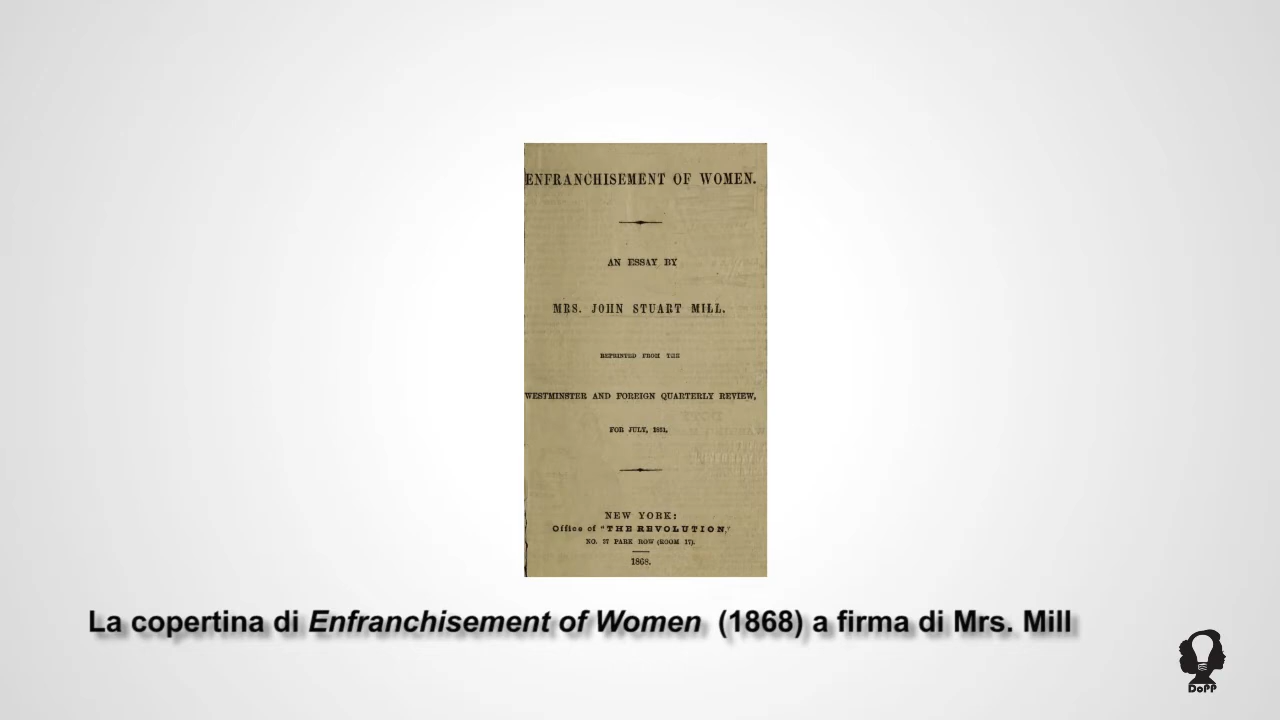 ENFRANCHISEMENT OF WOMEN.
AN ESSAY BY
MRS. JOHN STUART MILL.
REPRINTED FROM THE
WESTMINSTER AND FOREIGN QUARTERLY REVIEW,
FOR JULY, 1851.
NEW YORK:
Office of "THE REVOLUTION,"
NO. 37 PARK ROW (ROOM 17).
1868.
La copertina di Enfranchisement of Women (1868) a firma di Mrs. Mill
DoPP